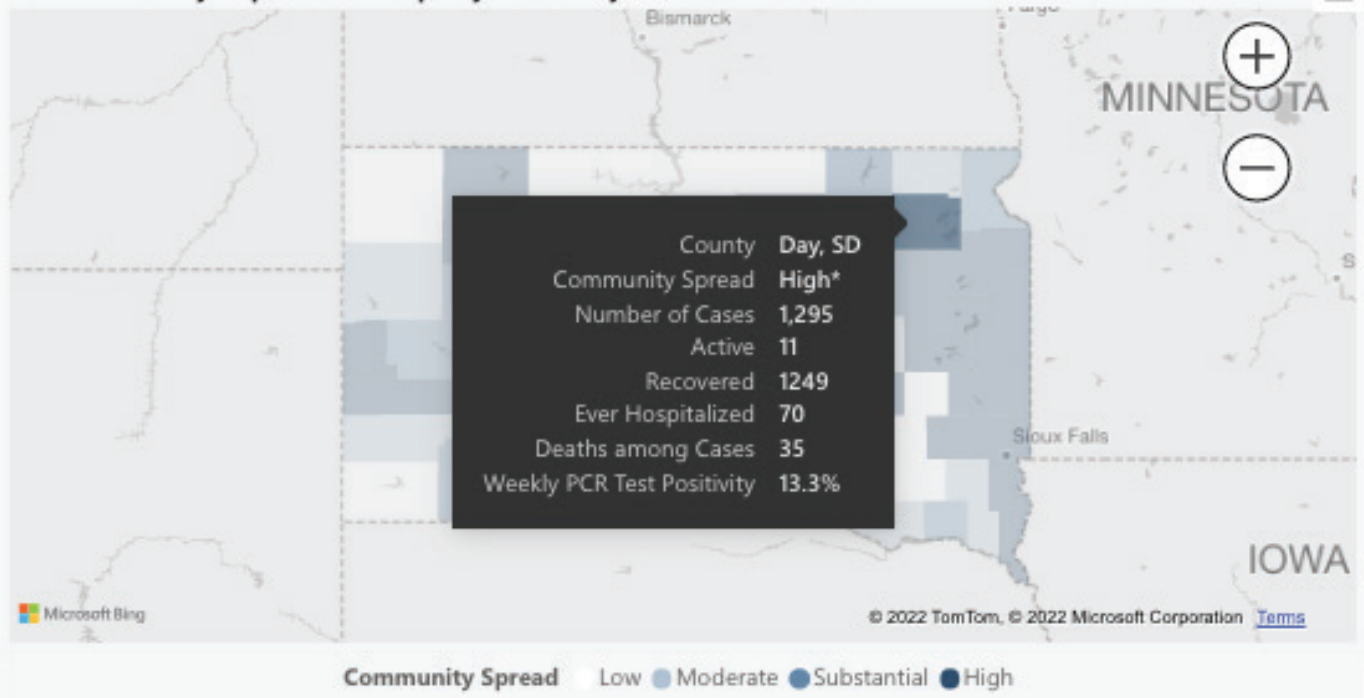 Bismarck
MINNESOTA
County Day, SD
Community Spread High*
Number of Cases 1,295
Active 11
Recovered 1249
Ever Hospitalized 70
Deaths among Cases 35
Weekly PCR Test Positivity 13.3%
Sioux Falls
IOWA
Microsoft Bing
© 2022 TomTom, © 2022 Microsoft Corporation Terms
Community Spread Low Moderate Substantial High